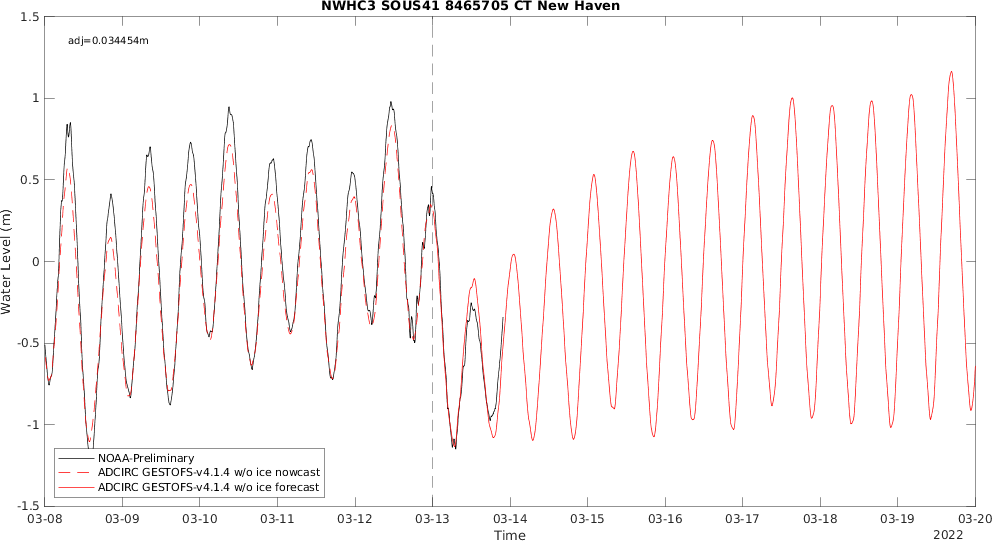 NWHC3 SOUS41 8465705 CT New Haven
adj=0.034454m
1.5
1
0.5
0
-0.5
-1
-1.5
Water Level (m)
NOAA-Preliminary
ADCIRC GESTOFS-v4.1.4 w/o ice nowcast
ADCIRC GESTOFS-v4.1.4 w/o ice forecast
03-08 03-09 03-10 03-11 03-12 03-13 03-14 03-15 03-16 03-17 03-18 03-19 03-20
Time
2022